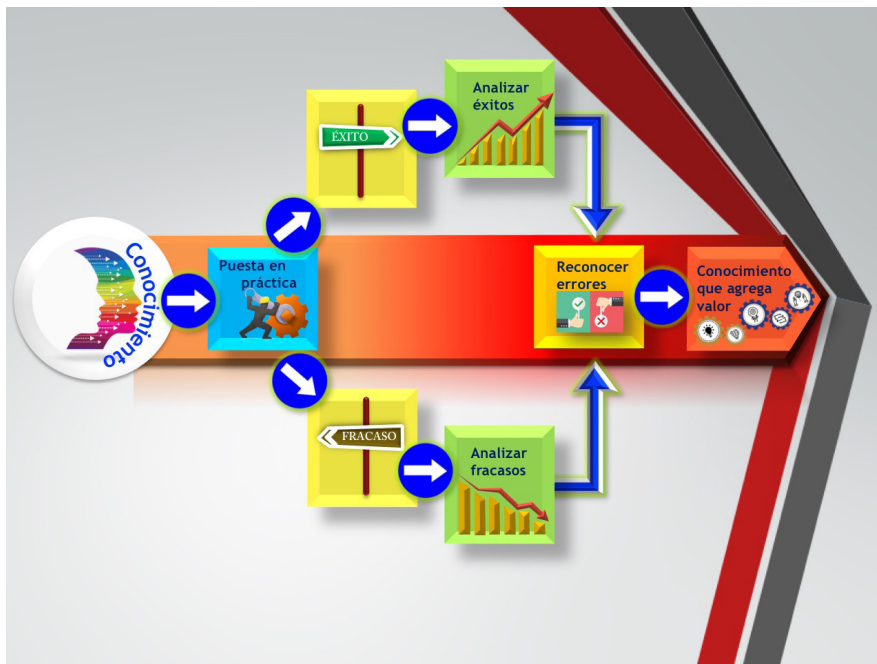 Conocimiento
Puesta en
práctica
ÉXITO
Analizar
éxitos
FRACASO
Analizar
fracasos
Reconocer
errores
Conocimiento
que agrega
valor